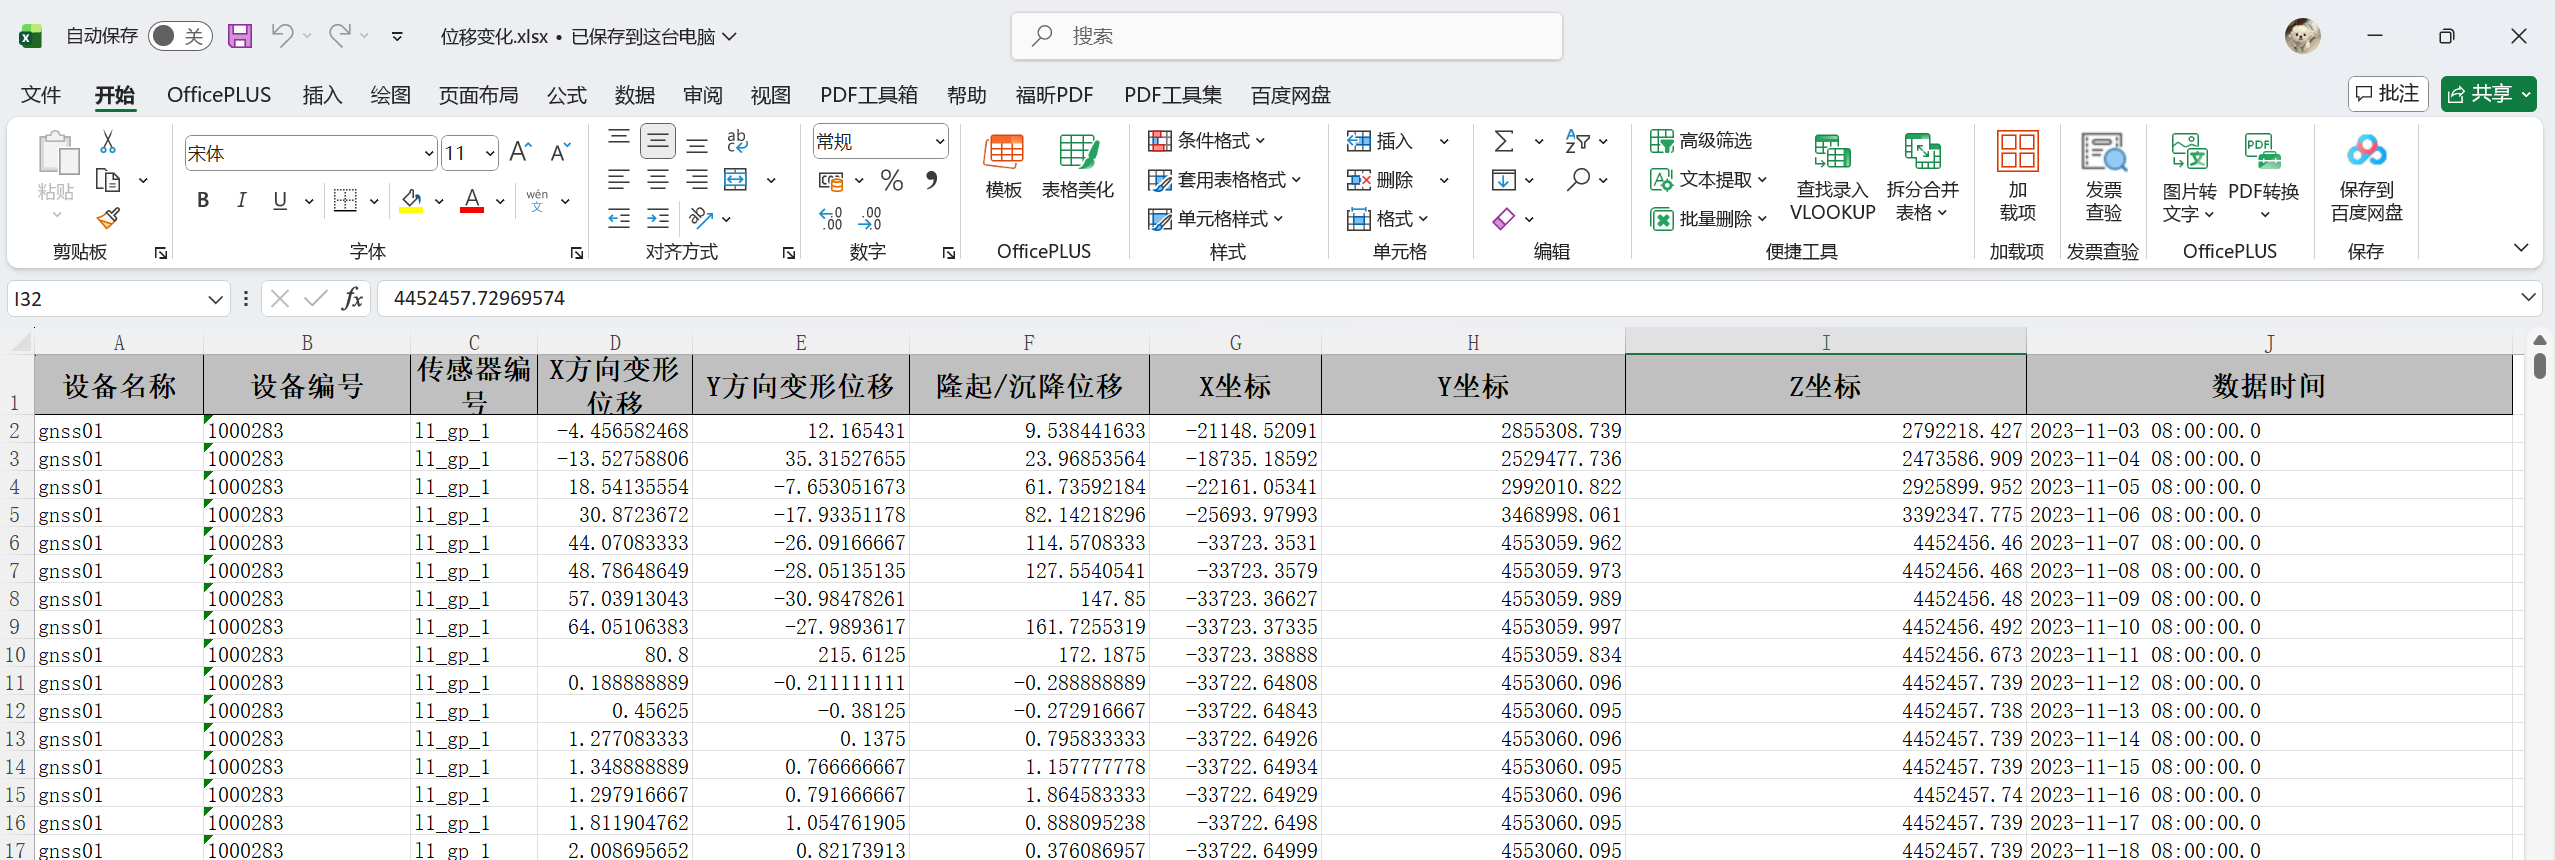 自动保存 关 位移变化.xlsx • 已保存到这台电脑 搜索
文件 开始 OfficePLUS 插入 绘图 页面布局 公式 数据 审阅 视图 PDF工具箱 帮助 福昕PDF PDF工具集 百度网盘 批注 共享
粘贴 宋体 11 常规 模板 表格美化 条件格式 套用表格格式 单元格样式 插入 删除 格式 高级筛选 文本提取 批量删除 查找录入 VLOOKUP 拆分合并 表格 加 载项 发票 查验 图片转 文字 PDF转换 保存到 百度网盘
剪贴板 字体 对齐方式 数字 OfficePLUS 样式 单元格 编辑 便捷工具 加载项 发票查验 OfficePLUS 保存
I32 fx 4452457.72969574
A B C D E F G H I J
1 设备名称 设备编号 传感器编号 X方向变形位移 Y方向变形位移 隆起/沉降位移 X坐标 Y坐标 Z坐标 数据时间
2 gnss01 1000283 l1_gp_1 -4.456582468 12.165431 9.538441633 -21148.52091 2855308.739 2792218.427 2023-11-03 08:00:00.0
3 gnss01 1000283 l1_gp_1 -13.52758806 35.31527655 23.96853564 -18735.18592 2529477.736 2473586.909 2023-11-04 08:00:00.0
4 gnss01 1000283 l1_gp_1 18.54135554 -7.653051673 61.73592184 -22161.05341 2992010.822 2925899.952 2023-11-05 08:00:00.0
5 gnss01 1000283 l1_gp_1 30.8723672 -17.93351178 82.14218296 -25693.97993 3468998.061 3392347.775 2023-11-06 08:00:00.0
6 gnss01 1000283 l1_gp_1 44.07083333 -26.09166667 114.5708333 -33723.3531 4553059.962 4452456.46 2023-11-07 08:00:00.0
7 gnss01 1000283 l1_gp_1 48.78648649 -28.05135135 127.5540541 -33723.3579 4553059.973 4452456.468 2023-11-08 08:00:00.0
8 gnss01 1000283 l1_gp_1 57.03913043 -30.98478261 147.85 -33723.36627 4553059.989 4452456.48 2023-11-09 08:00:00.0
9 gnss01 1000283 l1_gp_1 64.05106383 -27.9893617 161.7255319 -33723.37335 4553059.997 4452456.492 2023-11-10 08:00:00.0
10 gnss01 1000283 l1_gp_1 80.8 215.6125 172.1875 -33723.38888 4553059.834 4452456.673 2023-11-11 08:00:00.0
11 gnss01 1000283 l1_gp_1 0.188888889 -0.211111111 -0.288888889 -33722.64808 4553060.096 4452457.739 2023-11-12 08:00:00.0
12 gnss01 1000283 l1_gp_1 0.45625 -0.38125 -0.272916667 -33722.64843 4553060.095 4452457.738 2023-11-13 08:00:00.0
13 gnss01 1000283 l1_gp_1 1.277083333 0.1375 0.795833333 -33722.64926 4553060.096 4452457.739 2023-11-14 08:00:00.0
14 gnss01 1000283 l1_gp_1 1.348888889 0.766666667 1.157777778 -33722.64934 4553060.095 4452457.739 2023-11-15 08:00:00.0
15 gnss01 1000283 l1_gp_1 1.297916667 0.791666667 1.864583333 -33722.64929 4553060.096 4452457.74 2023-11-16 08:00:00.0
16 gnss01 1000283 l1_gp_1 1.811904762 1.054761905 0.888095238 -33722.6498 4553060.095 4452457.739 2023-11-17 08:00:00.0
17 gnss01 1000283 l1_gp_1 2.008695652 0.82173913 0.376086957 -33722.64999 4553060.095 4452457.739 2023-11-18 08:00:00.0